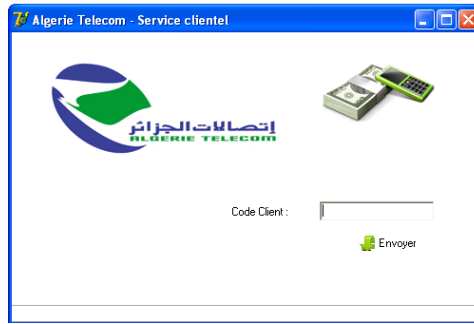 Algerie Telecom - Service clientel
إتصالات الجزائر
ALGERIE TELECOM
Code Client :
Envoyer